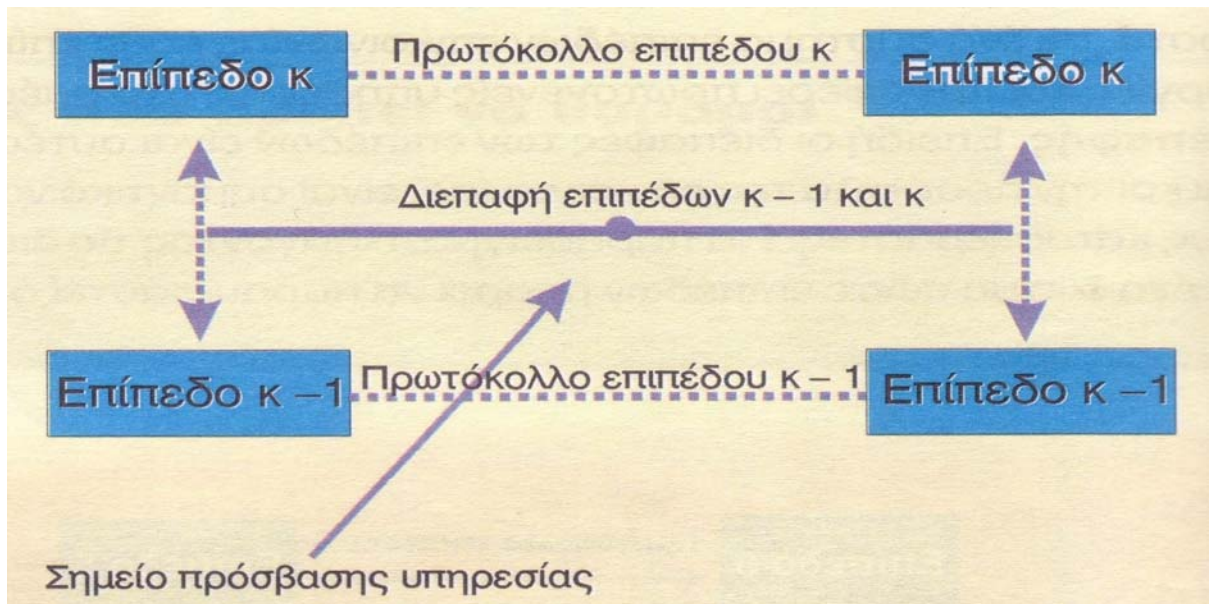 Επίπεδο κ
Πρωτόκολλο επιπέδου κ
Επίπεδο κ
Διεπαφή επιπέδων κ – 1 και κ
Επίπεδο κ –1
Πρωτόκολλο επιπέδου κ – 1
Επίπεδο κ –1
Σημείο πρόσβασης υπηρεσίας